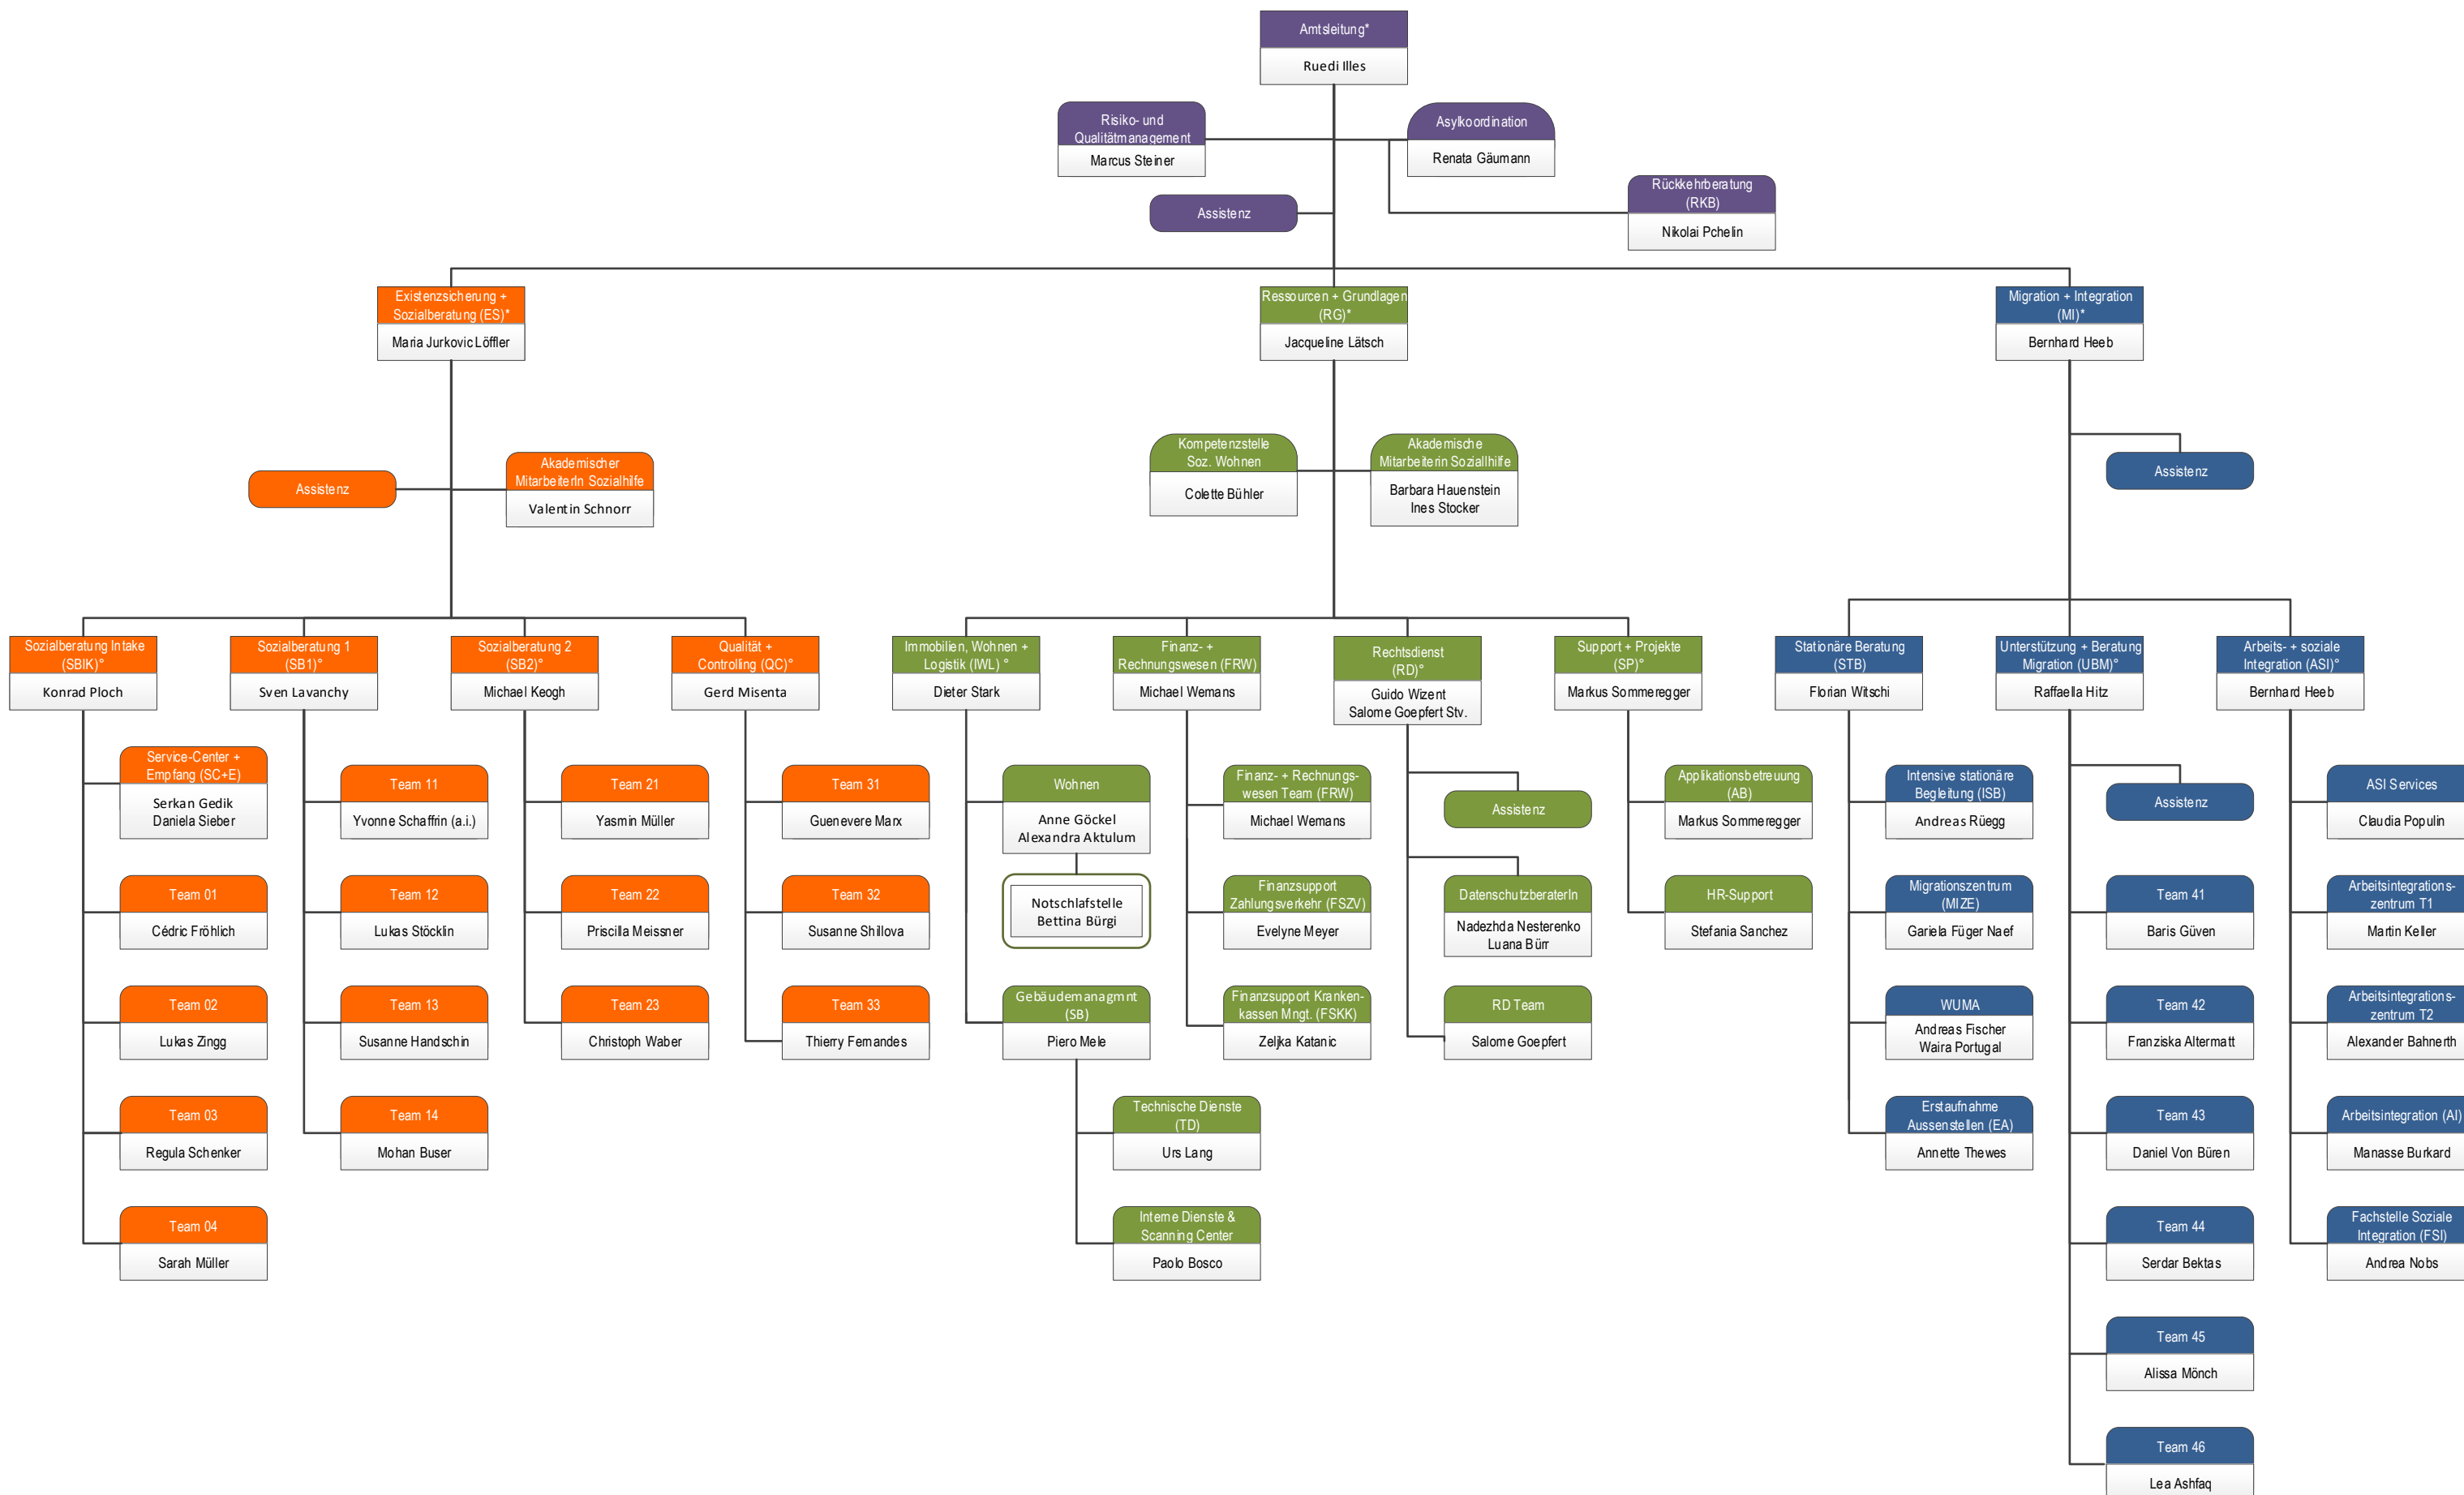 Amtsleitung*
Ruedi Illes
Risiko- und
Qualitätmanagement
Marcus Steiner
Asylkoordination
Renata Gäumann
Assistenz
Rückkehrberatung
(RKB)
Nikolai Pchelin
Existenzsicherung +
Sozialberatung (ES)*
Maria Jurkovic Löffler
Ressourcen + Grundlagen
(RG)*
Jacqueline Lätsch
Migration + Integration
(MI)*
Bernhard Heeb
Assistenz
Akademischer
MitarbeiterIn Sozialhilfe
Valentin Schnorr
Kompetenzstelle
Soz. Wohnen
Colette Bühler
Akademische
Mitarbeiterin Soziallhilfe
Barbara Hauenstein
Ines Stocker
Assistenz
Sozialberatung Intake
(SBIK)°
Konrad Ploch
Service-Center +
Empfang (SC+E)
Serkan Gedik
Daniela Sieber
Team 01
Cédric Fröhlich
Team 02
Lukas Zingg
Team 03
Regula Schenker
Team 04
Sarah Müller
Sozialberatung 1
(SB1)°
Sven Lavanchy
Team 11
Yvonne Schaffrin (a.i.)
Team 12
Lukas Stöcklin
Team 13
Susanne Handschin
Team 14
Mohan Buser
Sozialberatung 2
(SB2)°
Michael Keogh
Team 21
Yasmin Müller
Team 22
Priscilla Meissner
Team 23
Christoph Waber
Qualität +
Controlling (QC)°
Gerd Misenta
Team 31
Guenevere Marx
Team 32
Susanne Shillova
Team 33
Thierry Fernandes
Immobilien, Wohnen +
Logistik (IWL) °
Dieter Stark
Wohnen
Anne Göckel
Alexandra Aktulum
Notschlafstelle
Bettina Bürgi
Gebäudemanagmnt
(SB)
Piero Mele
Technische Dienste
(TD)
Urs Lang
Interne Dienste &
Scanning Center
Paolo Bosco
Finanz- +
Rechnungswesen (FRW)
Michael Wemans
Finanz- + Rechnungs-
wesen Team (FRW)
Michael Wemans
Finanzsupport
Zahlungsverkehr (FSZV)
Evelyne Meyer
Finanzsupport Kranken-
kassen Mngt. (FSKK)
Zeljka Katanic
Rechtsdienst
(RD)°
Guido Wizent
Salome Goepfert Stv.
Assistenz
DatenschutzberaterIn
Nadezhda Nesterenko
Luana Bürr
RD Team
Salome Goepfert
Support + Projekte
(SP)°
Markus Sommeregger
Applikationsbetreuung
(AB)
Markus Sommeregger
HR-Support
Stefania Sanchez
Stationäre Beratung
(STB)
Florian Witschi
Intensive stationäre
Begleitung (ISB)
Andreas Rüegg
Migrationszentrum
(MIZE)
Gariela Füger Naef
WUMA
Andreas Fischer
Waira Portugal
Erstaufnahme
Aussenstellen (EA)
Annette Thewes
Unterstützung + Beratung
Migration (UBM)°
Raffaella Hitz
Assistenz
Team 41
Baris Güven
Team 42
Franziska Altermatt
Team 43
Daniel Von Büren
Team 44
Serdar Bektas
Team 45
Alissa Mönch
Team 46
Lea Ashfaq
Arbeits- + soziale
Integration (ASI)°
Bernhard Heeb
ASI Services
Claudia Populin
Arbeitsintegrations-
zentrum T1
Martin Keller
Arbeitsintegrations-
zentrum T2
Alexander Bahnerth
Arbeitsintegration (AI)
Manasse Burkard
Fachstelle Soziale
Integration (FSI)
Andrea Nobs